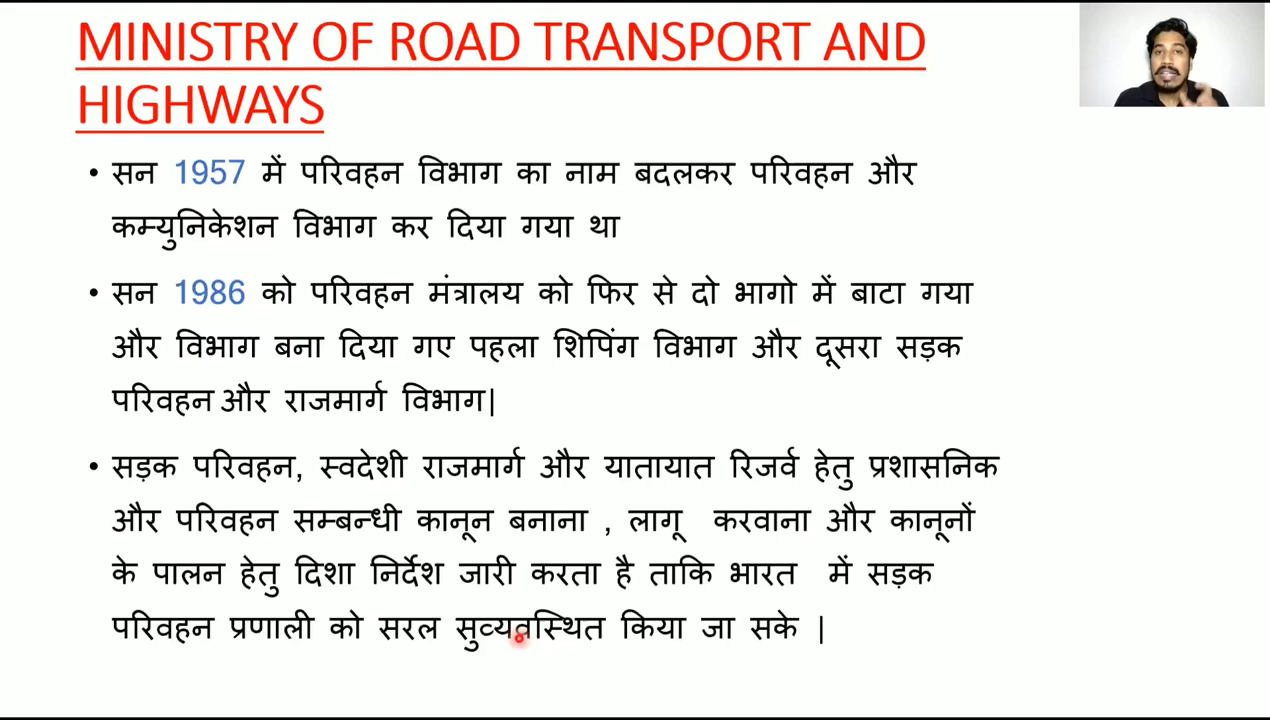 MINISTRY OF ROAD TRANSPORT AND
HIGHWAYS
• सन 1957 में परिवहन विभाग का नाम बदलकर परिवहन और
कम्युनिकेशन विभाग कर दिया गया था
• सन 1986 को परिवहन मंत्रालय को फिर से दो भागो में बाटा गया
और विभाग बना दिया गए पहला शिपिंग विभाग और दूसरा सड़क
परिवहन और राजमार्ग विभाग|
• सड़क परिवहन, स्वदेशी राजमार्ग और यातायात रिजर्व हेतु प्रशासनिक
और परिवहन सम्बन्धी कानून बनाना , लागू करवाना और कानूनों
के पालन हेतु दिशा निर्देश जारी करता है ताकि भारत में सड़क
परिवहन प्रणाली को सरल सुव्यवस्थित किया जा सके |